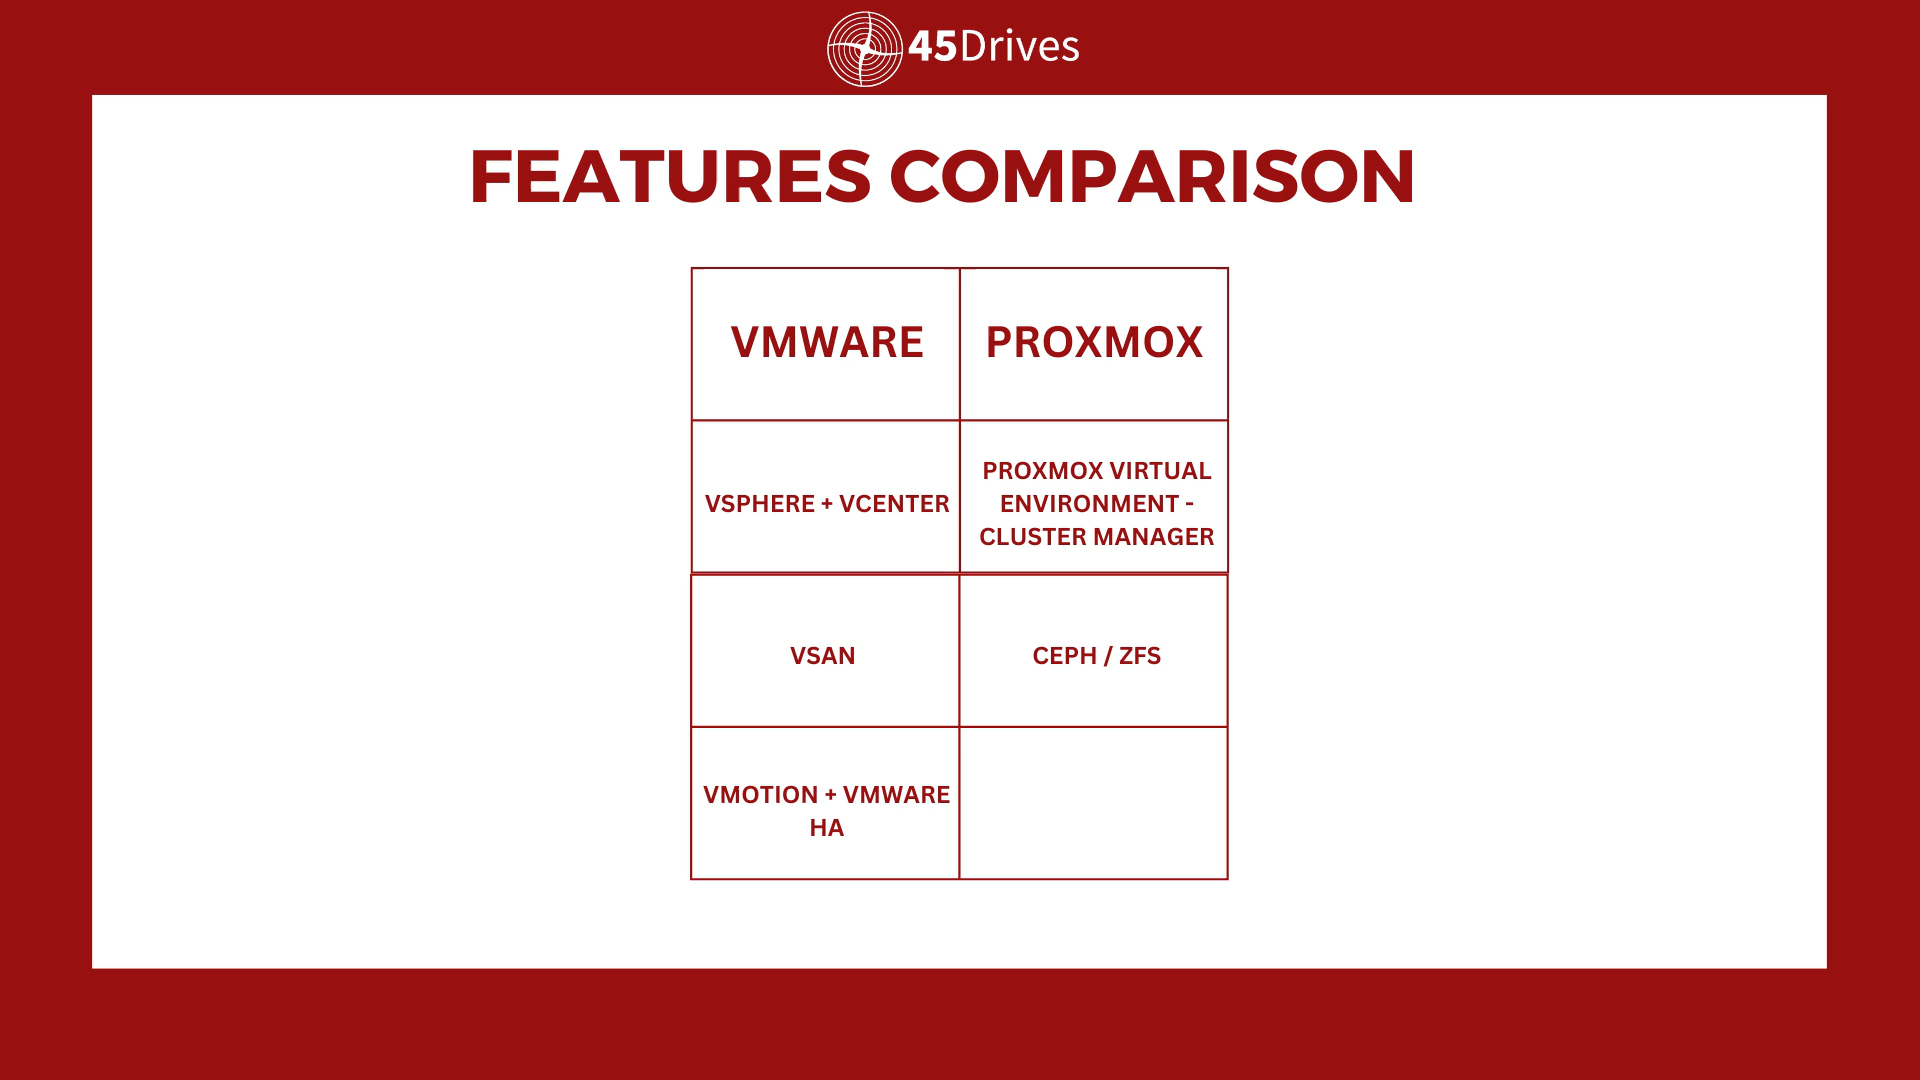 45Drives
FEATURES COMPARISON
VMWARE
PROXMOX
VSPHERE + VCENTER
PROXMOX VIRTUAL
ENVIRONMENT -
CLUSTER MANAGER
VSAN
CEPH / ZFS
VMOTION + VMWARE
HA